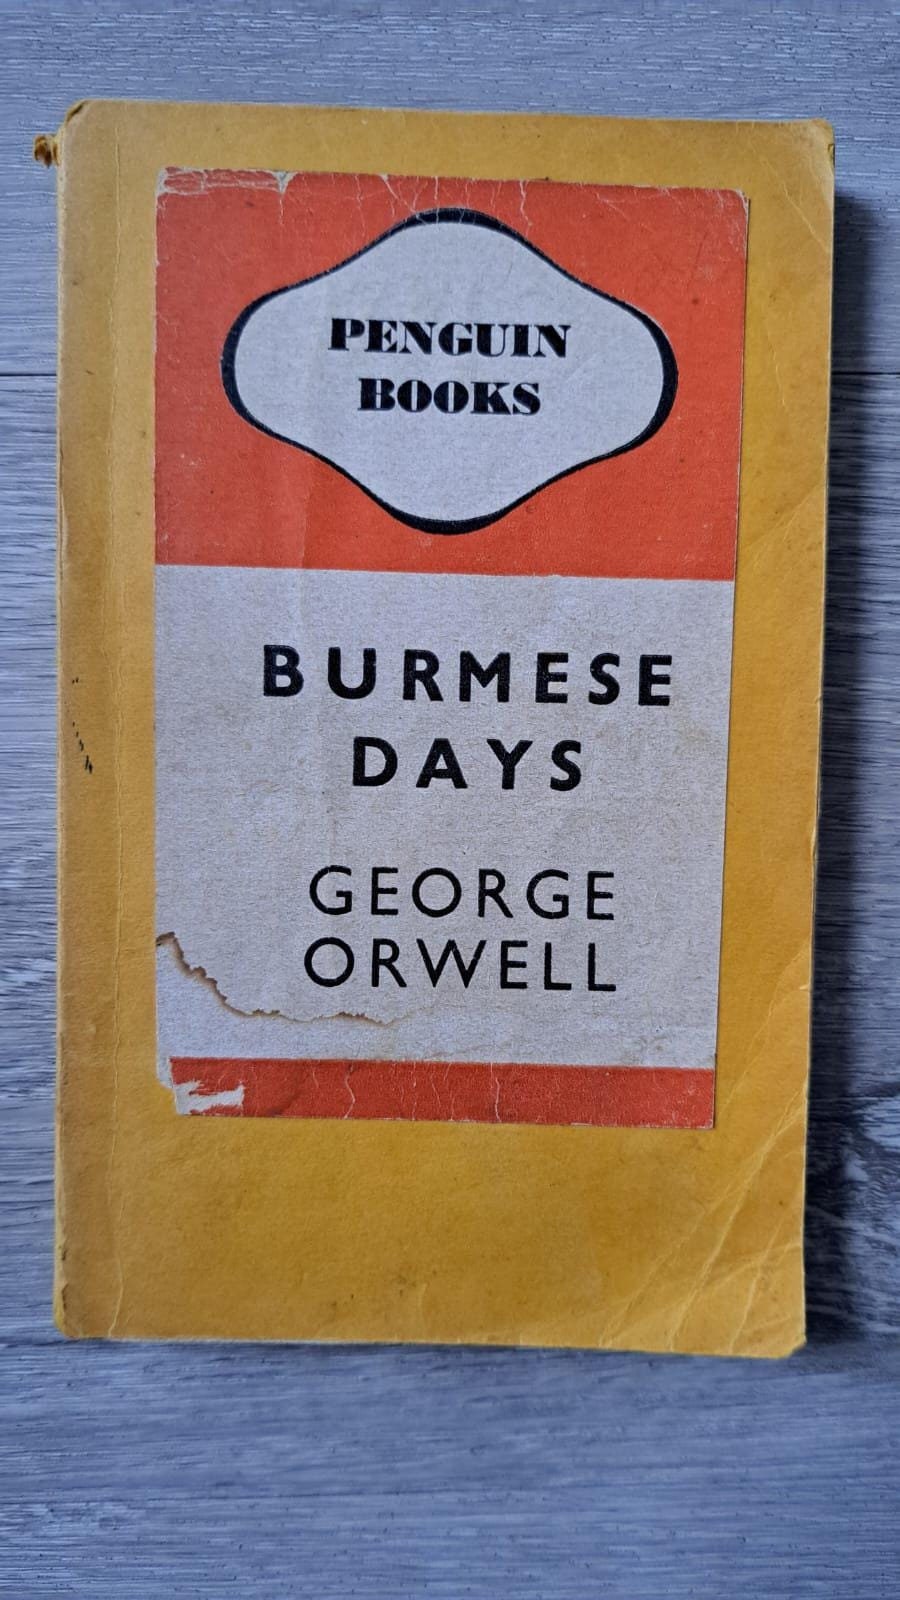 PENGUIN
BOOKS
BURMESE
DAYS
GEORGE
ORWELL